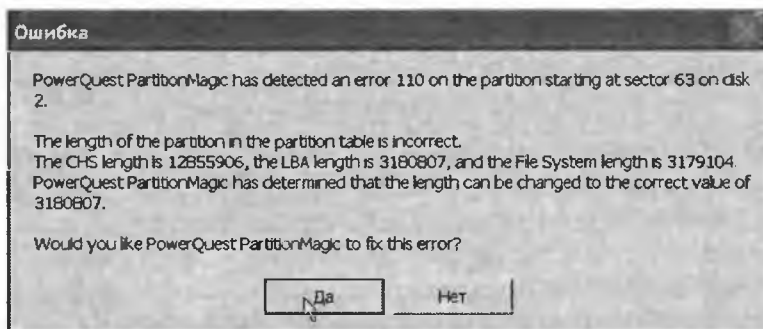 Ошибка
PowerQuest PartitionMagic has detected an error 110 on the partition starting at sector 63 on disk
2.
The length of the partition in the partition table is incorrect.
The CHS length is 12855906, the LBA length is 3180807, and the File System length is 3179104.
PowerQuest PartitionMagic has determined that the length can be changed to the correct value of
3180807.
Would you like PowerQuest PartitionMagic to fix this error?
Да
Нет